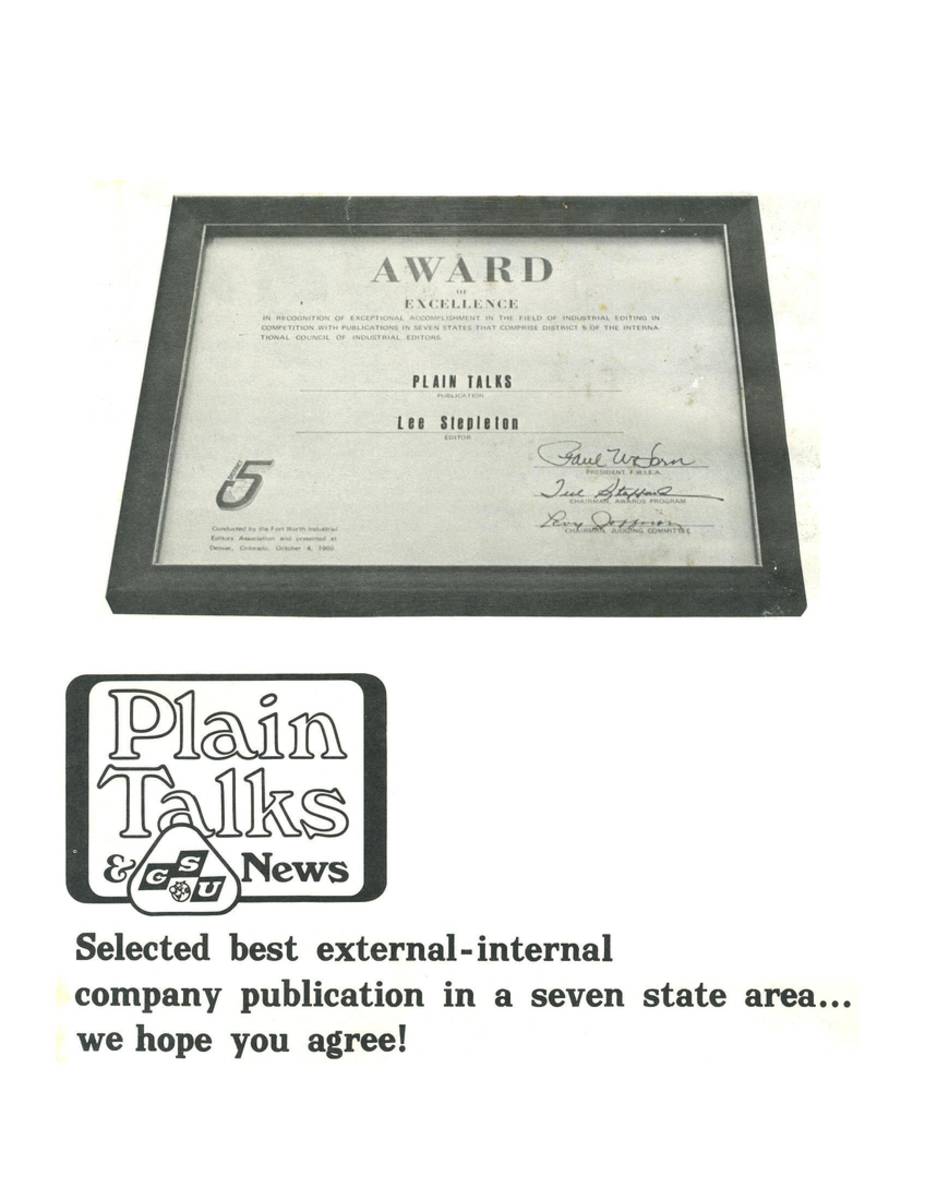 AWARD
OF
EXCELLENCE
IN RECOGNITION OF EXCEPTIONAL ACCOMPLISHMENT IN THE FIELD OF INDUSTRIAL EDITING IN
COMPETITION WITH PUBLICATIONS IN SEVEN STATES THAT COMPRISE DISTRICT 5 OF THE INTERNA-
TIONAL COUNCIL OF INDUSTRIAL EDITORS
PLAIN TALKS
PUBLICATION
Lee Stepleton
EDITOR
Paul
PRESIDENT F.W.I.E.A.
CHAIRMAN, AWARDS PROGRAM
CHAIRMAN, JUDGING COMMITTEE
DISTRICT 5
Conducted by the Fort Worth Industrial
Editors Association and presented at
Denver, Colorado, October 4,
Plain
Talks
& GSU News
Selected best external-internal
company publication in a seven state area...
we hope you agree!